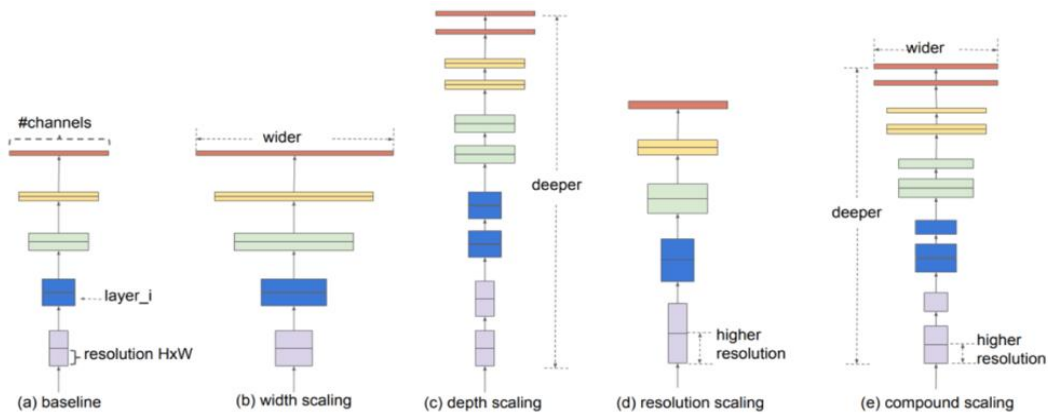 #channels
layer_i
resolution HxW
(a) baseline
wider
(b) width scaling
deeper
(c) depth scaling
higher
resolution
(d) resolution scaling
wider
deeper
higher
resolution
(e) compound scaling